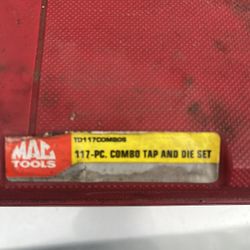 TD117COMBOS
MAC
TOOLS
117-PC. COMBO TAP AND DIE SET